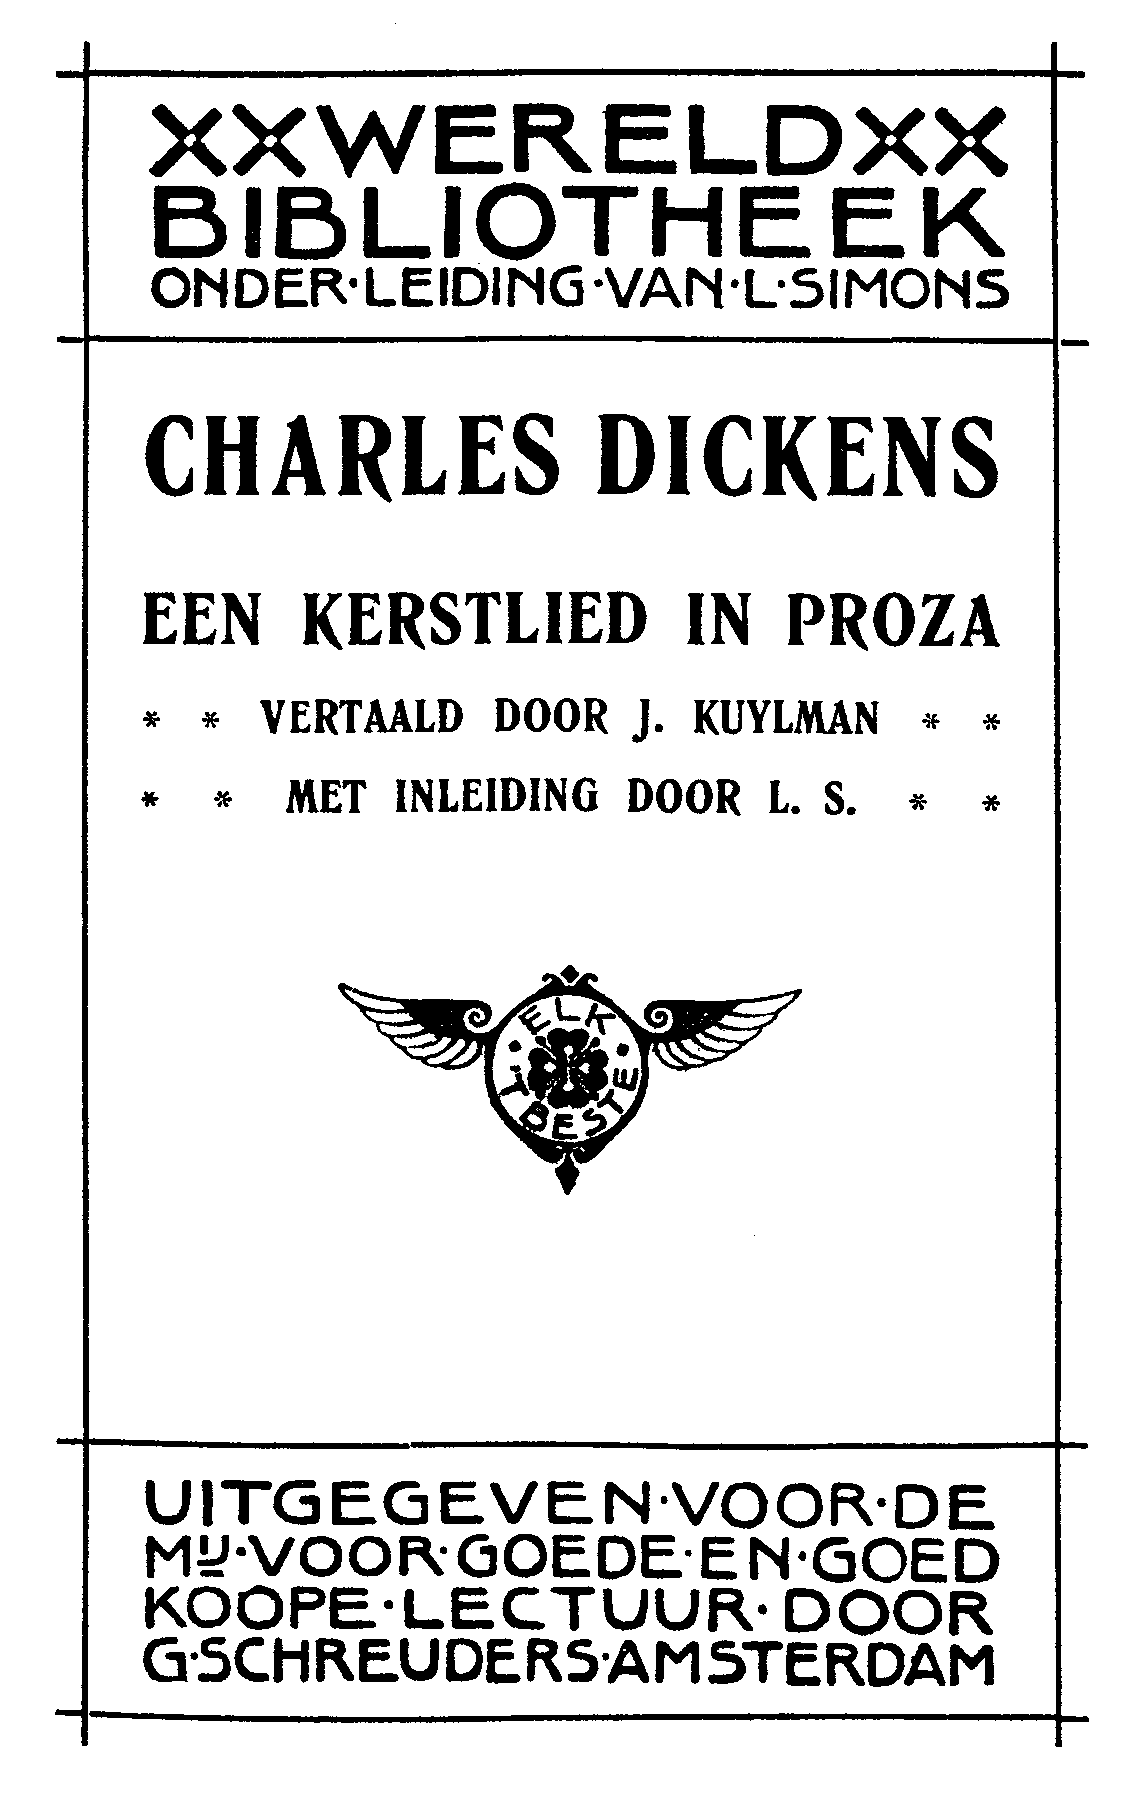 XXWERELDXX
BIBLIOTHEEK
ONDER·LEIDING·VAN·L·SIMONS
CHARLES DICKENS
EEN KERSTLIED IN PROZA
* * VERTAALD DOOR J. KUYLMAN * *
* * MET INLEIDING DOOR L. S. * *
·ELK·
'T BESTE
UITGEGEVEN·VOOR·DE
MIJ·VOOR·GOEDE·EN·GOED
KOOPE·LECTUUR·DOOR
G·SCHREUDERS·AMSTERDAM